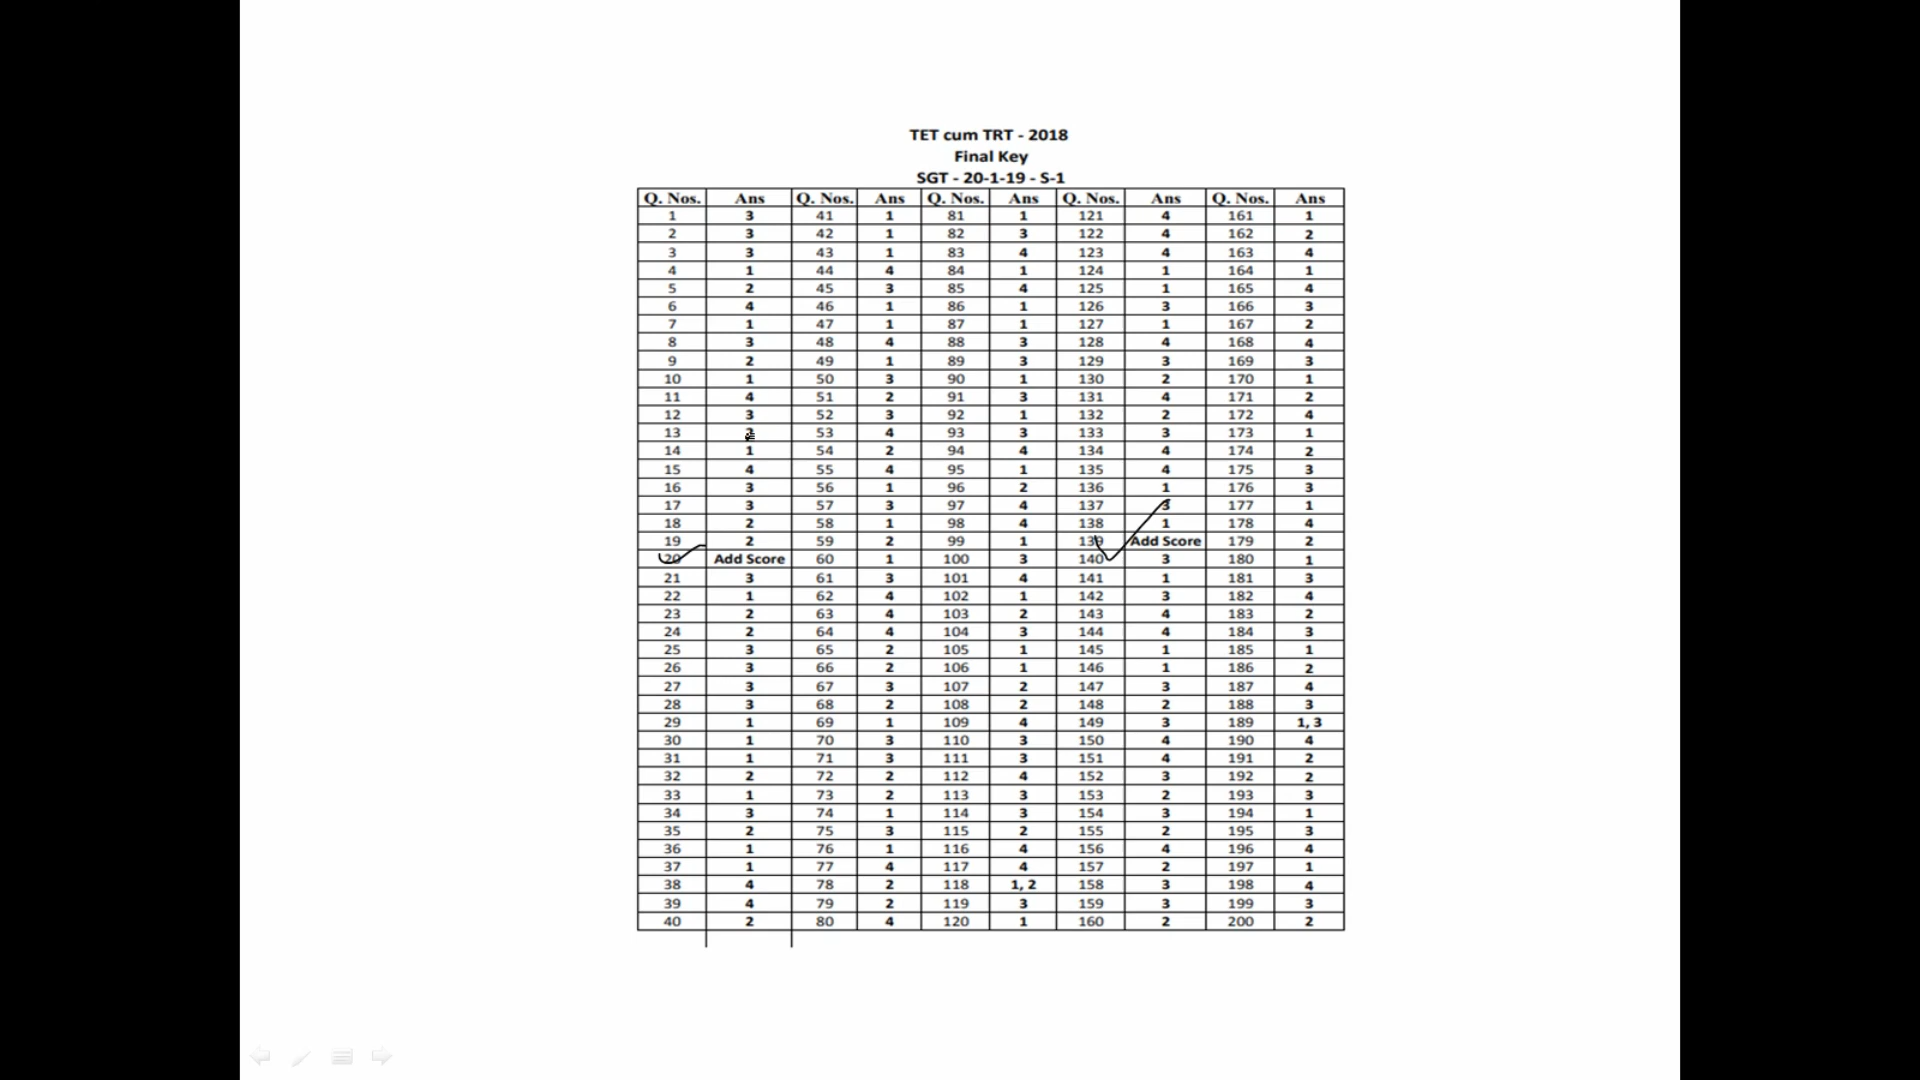 TET cum TRT - 2018
Final Key
SGT - 20-1-19 - S-1
Q. Nos. Ans Q. Nos. Ans Q. Nos. Ans Q. Nos. Ans Q. Nos. Ans
1 3 41 1 81 1 121 4 161 1
2 3 42 1 82 3 122 4 162 2
3 3 43 1 83 4 123 4 163 4
4 1 44 4 84 1 124 1 164 1
5 2 45 3 85 4 125 1 165 4
6 4 46 1 86 1 126 3 166 3
7 1 47 1 87 1 127 1 167 2
8 3 48 4 88 3 128 4 168 4
9 2 49 1 89 3 129 3 169 3
10 1 50 3 90 1 130 2 170 1
11 4 51 2 91 3 131 4 171 2
12 3 52 3 92 1 132 2 172 4
13 53 4 93 3 133 3 173 1
14 1 54 2 94 4 134 4 174 2
15 4 55 4 95 1 135 4 175 3
16 3 56 1 96 2 136 1 176 3
17 3 57 3 97 4 137 3 177 1
18 2 58 1 98 4 138 1 178 4
19 2 59 2 99 1 139 Add Score 179 2
20 Add Score 60 1 100 3 140 3 180 1
21 3 61 3 101 4 141 1 181 3
22 1 62 4 102 1 142 3 182 4
23 2 63 4 103 2 143 4 183 2
24 2 64 4 104 3 144 4 184 3
25 3 65 2 105 1 145 1 185 1
26 3 66 2 106 1 146 1 186 2
27 3 67 3 107 2 147 3 187 4
28 3 68 2 108 2 148 2 188 3
29 1 69 1 109 4 149 3 189 1, 3
30 1 70 3 110 3 150 4 190 4
31 1 71 3 111 3 151 4 191 2
32 2 72 2 112 4 152 3 192 2
33 1 73 2 113 3 153 2 193 3
34 3 74 1 114 3 154 3 194 1
35 2 75 3 115 2 155 2 195 3
36 1 76 1 116 4 156 4 196 4
37 1 77 4 117 4 157 2 197 1
38 4 78 2 118 1, 2 158 3 198 4
39 4 79 2 119 3 159 3 199 3
40 2 80 4 120 1 160 2 200 2